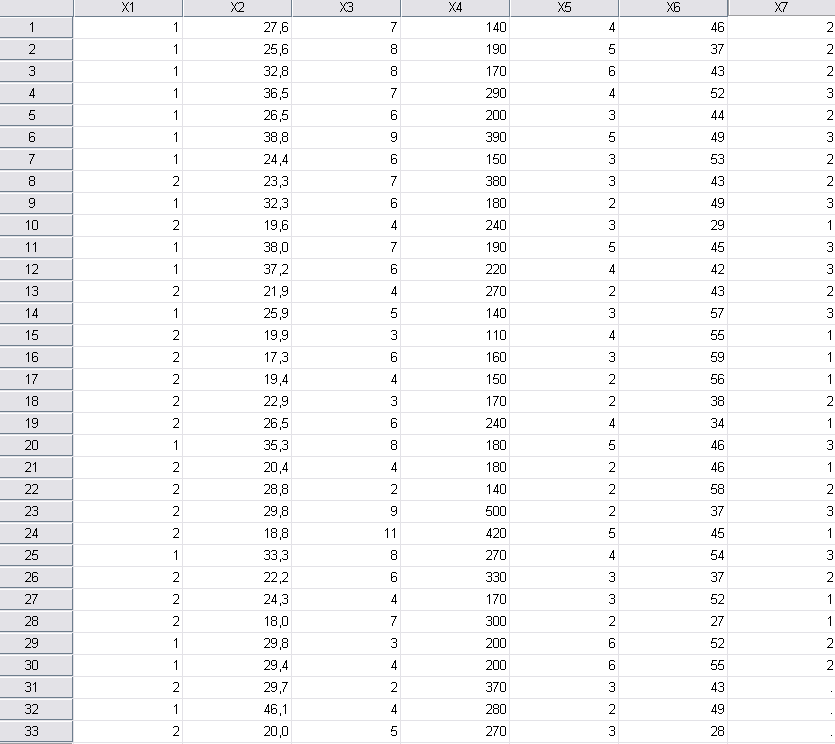 X1 X2 X3 X4 X5 X6 X7
1 1 27,6 7 140 4 46 2
2 1 25,6 8 190 5 37 2
3 1 32,8 8 170 6 43 2
4 1 36,5 7 290 4 52 3
5 1 26,5 6 200 3 44 2
6 1 38,8 9 390 5 49 3
7 1 24,4 6 150 3 53 2
8 2 23,3 7 380 3 43 2
9 1 32,3 6 180 2 49 3
10 2 19,6 4 240 3 29 1
11 1 38,0 7 190 5 45 3
12 1 37,2 6 220 4 42 3
13 2 21,9 4 270 2 43 2
14 1 25,9 5 140 3 57 3
15 2 19,9 3 110 4 55 1
16 2 17,3 6 160 3 59 1
17 2 19,4 4 150 2 56 1
18 2 22,9 3 170 2 38 2
19 2 26,5 6 240 4 34 1
20 1 35,3 8 180 5 46 3
21 2 20,4 4 180 2 46 1
22 2 28,8 2 140 2 58 2
23 2 29,8 9 500 2 37 3
24 2 18,8 11 420 5 45 1
25 1 33,3 8 270 4 54 3
26 2 22,2 6 330 3 37 2
27 2 24,3 4 170 3 52 1
28 2 18,0 7 300 2 27 1
29 1 29,8 3 200 6 52 2
30 1 29,4 4 200 6 55 2
31 2 29,7 2 370 3 43 .
32 1 46,1 4 280 2 49 .
33 2 20,0 5 270 3 28 .